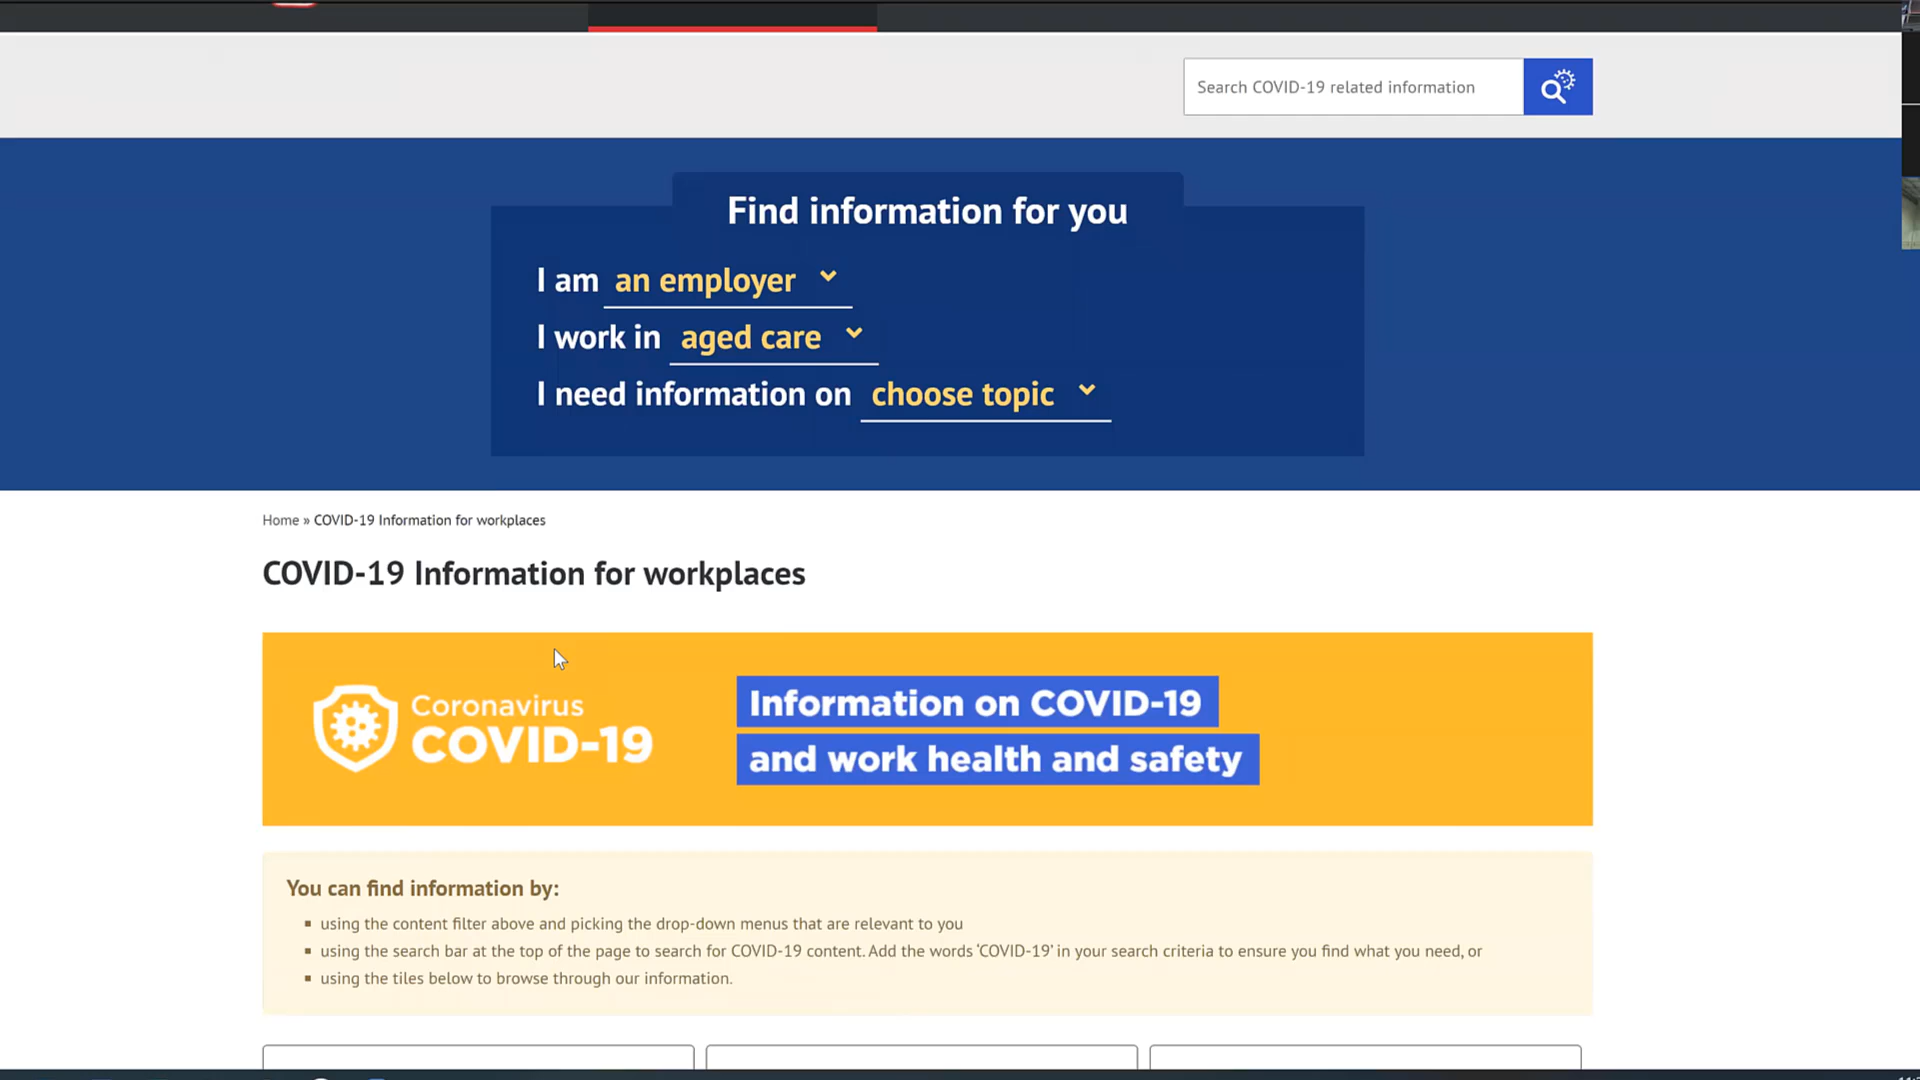 Search COVID-19 related information
Find information for you
I am an employer
I work in aged care
I need information on choose topic
Home » COVID-19 Information for workplaces
COVID-19 Information for workplaces
Coronavirus
COVID-19
Information on COVID-19
and work health and safety
You can find information by:
▪ using the content filter above and picking the drop-down menus that are relevant to you
▪ using the search bar at the top of the page to search for COVID-19 content. Add the words ‘COVID-19’ in your search criteria to ensure you find what you need, or
▪ using the tiles below to browse through our information.